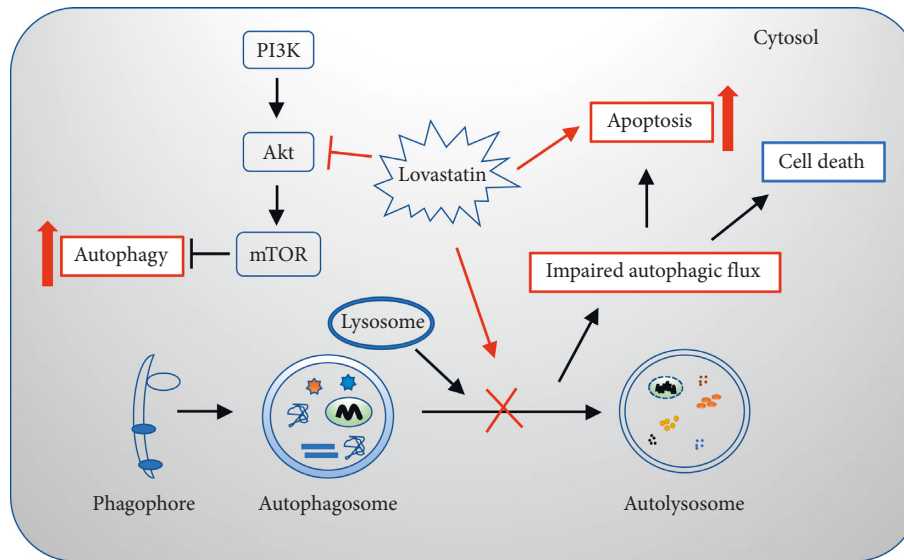 Cytosol
PI3K
Apoptosis
Akt
Cell death
Lovastatin
Autophagy
mTOR
Impaired autophagic flux
Lysosome
Phagophore
Autophagosome
Autolysosome